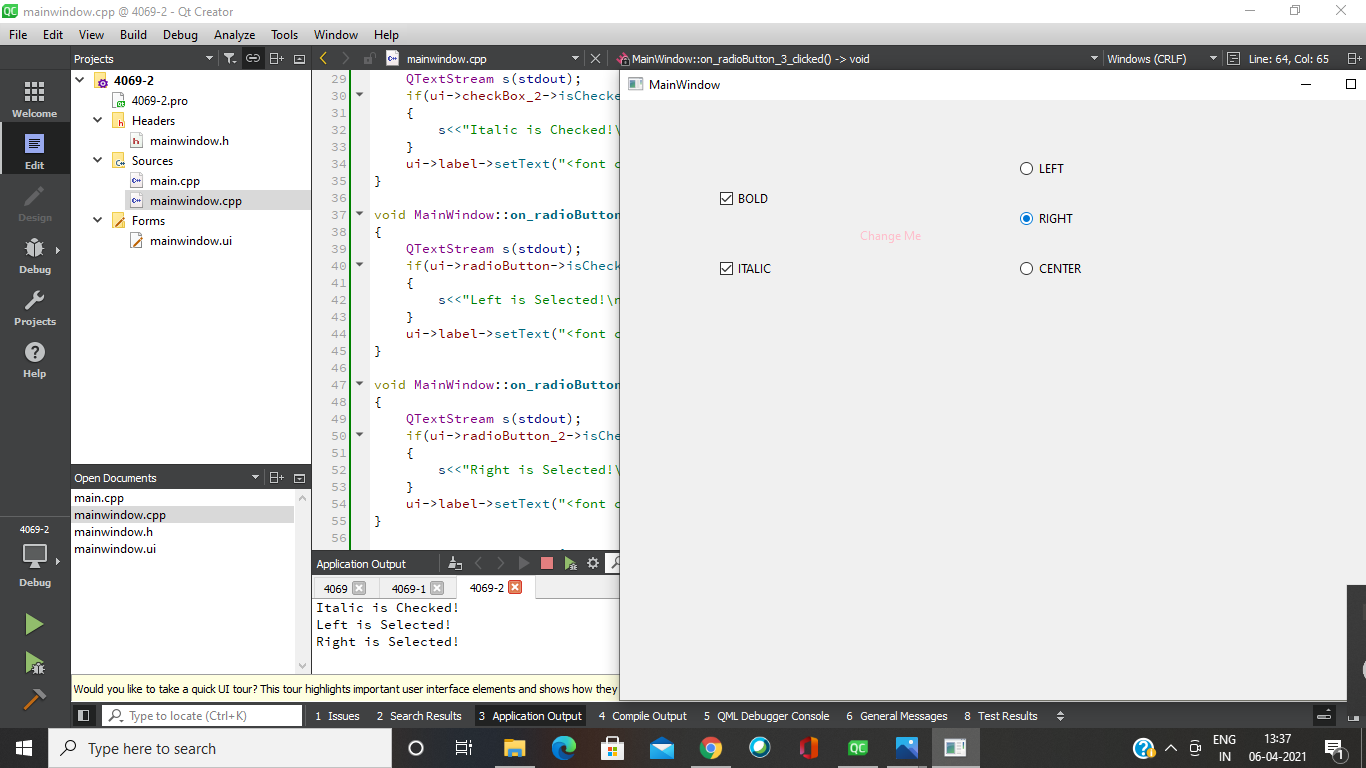 mainwindow.cpp @ 4069-2 - Qt Creator
File Edit View Build Debug Analyze Tools Window Help
Projects
mainwindow.cpp
MainWindow::on_radioButton_3_clicked() -> void
Windows (CRLF)
Line: 64, Col: 65
Welcome
Edit
Design
Debug
Projects
Help
4069-2
Debug
4069-2
4069-2.pro
Headers
mainwindow.h
Sources
main.cpp
mainwindow.cpp
Forms
mainwindow.ui
Open Documents
main.cpp
mainwindow.cpp
mainwindow.h
mainwindow.ui
29 QTextStream s(stdout);
30 if(ui->checkBox_2->isChecke
31 {
32 s<<"Italic is Checked!\
33 }
34 ui->label->setText("<font c
35 }
36
37 void MainWindow::on_radioButton
38 {
39 QTextStream s(stdout);
40 if(ui->radioButton->isCheck
41 {
42 s<<"Left is Selected!\n
43 }
44 ui->label->setText("<font c
45 }
46
47 void MainWindow::on_radioButton
48 {
49 QTextStream s(stdout);
50 if(ui->radioButton_2->isChe
51 {
52 s<<"Right is Selected!\
53 }
54 ui->label->setText("<font c
55 }
56
MainWindow
BOLD
ITALIC
Change Me
LEFT
RIGHT
CENTER
Application Output
4069 4069-1 4069-2
Italic is Checked!
Left is Selected!
Right is Selected!
Would you like to take a quick UI tour? This tour highlights important user interface elements and shows how they
Type to locate (Ctrl+K)
1 Issues 2 Search Results 3 Application Output 4 Compile Output 5 QML Debugger Console 6 General Messages 8 Test Results
Type here to search
QC
ENG
IN
13:37
06-04-2021
1